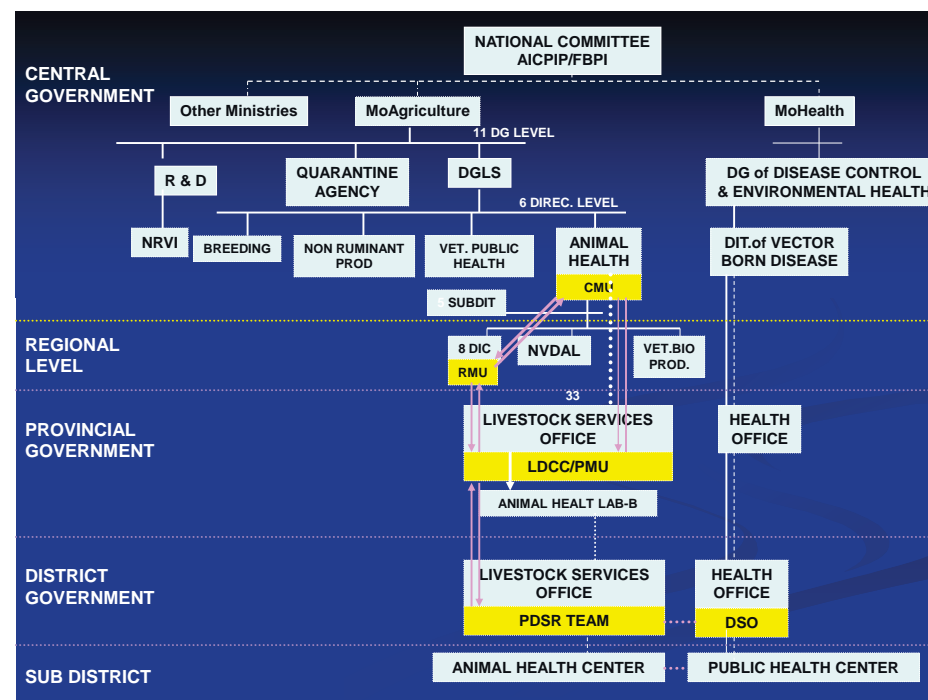 NATIONAL COMMITTEE
AICPIP/FBPI
CENTRAL
GOVERNMENT
Other Ministries
MoAgriculture
MoHealth
11 DG LEVEL
R & D
QUARANTINE
AGENCY
DGLS
DG of DISEASE CONTROL
& ENVIRONMENTAL HEALTH
6 DIREC. LEVEL
NRVI
BREEDING
NON RUMINANT
PROD
VET. PUBLIC
HEALTH
ANIMAL
HEALTH
DIT.of VECTOR
BORN DISEASE
CMU
5 SUBDIT
REGIONAL
LEVEL
8 DIC
RMU
NVDAL
VET.BIO
PROD.
33
PROVINCIAL
GOVERNMENT
LIVESTOCK SERVICES
OFFICE
HEALTH
OFFICE
LDCC/PMU
ANIMAL HEALT LAB-B
DISTRICT
GOVERNMENT
LIVESTOCK SERVICES
OFFICE
HEALTH
OFFICE
PDSR TEAM
DSO
SUB DISTRICT
ANIMAL HEALTH CENTER
PUBLIC HEALTH CENTER